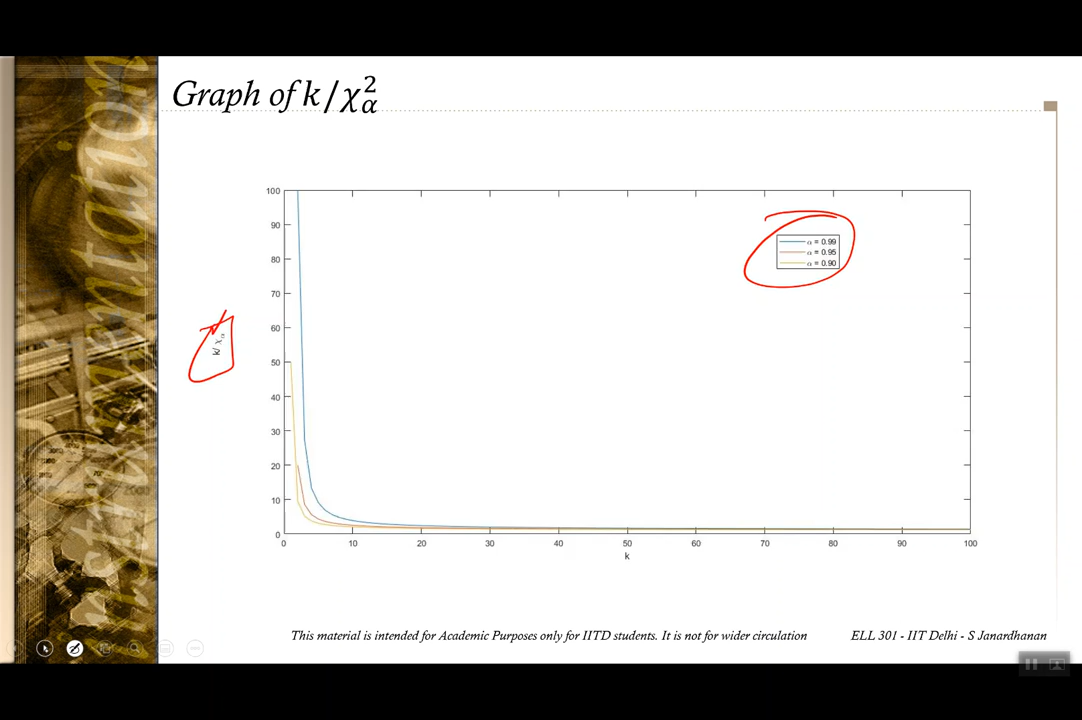 Graph of k/χ²α
100
90
80
70
60
50
40
30
20
10
0
k/ χα
α = 0.99
α = 0.95
α = 0.90
0 10 20 30 40 50 60 70 80 90 100
k
This material is intended for Academic Purposes only for IITD students. It is not for wider circulation
ELL 301 - IIT Delhi - S Janardhanan